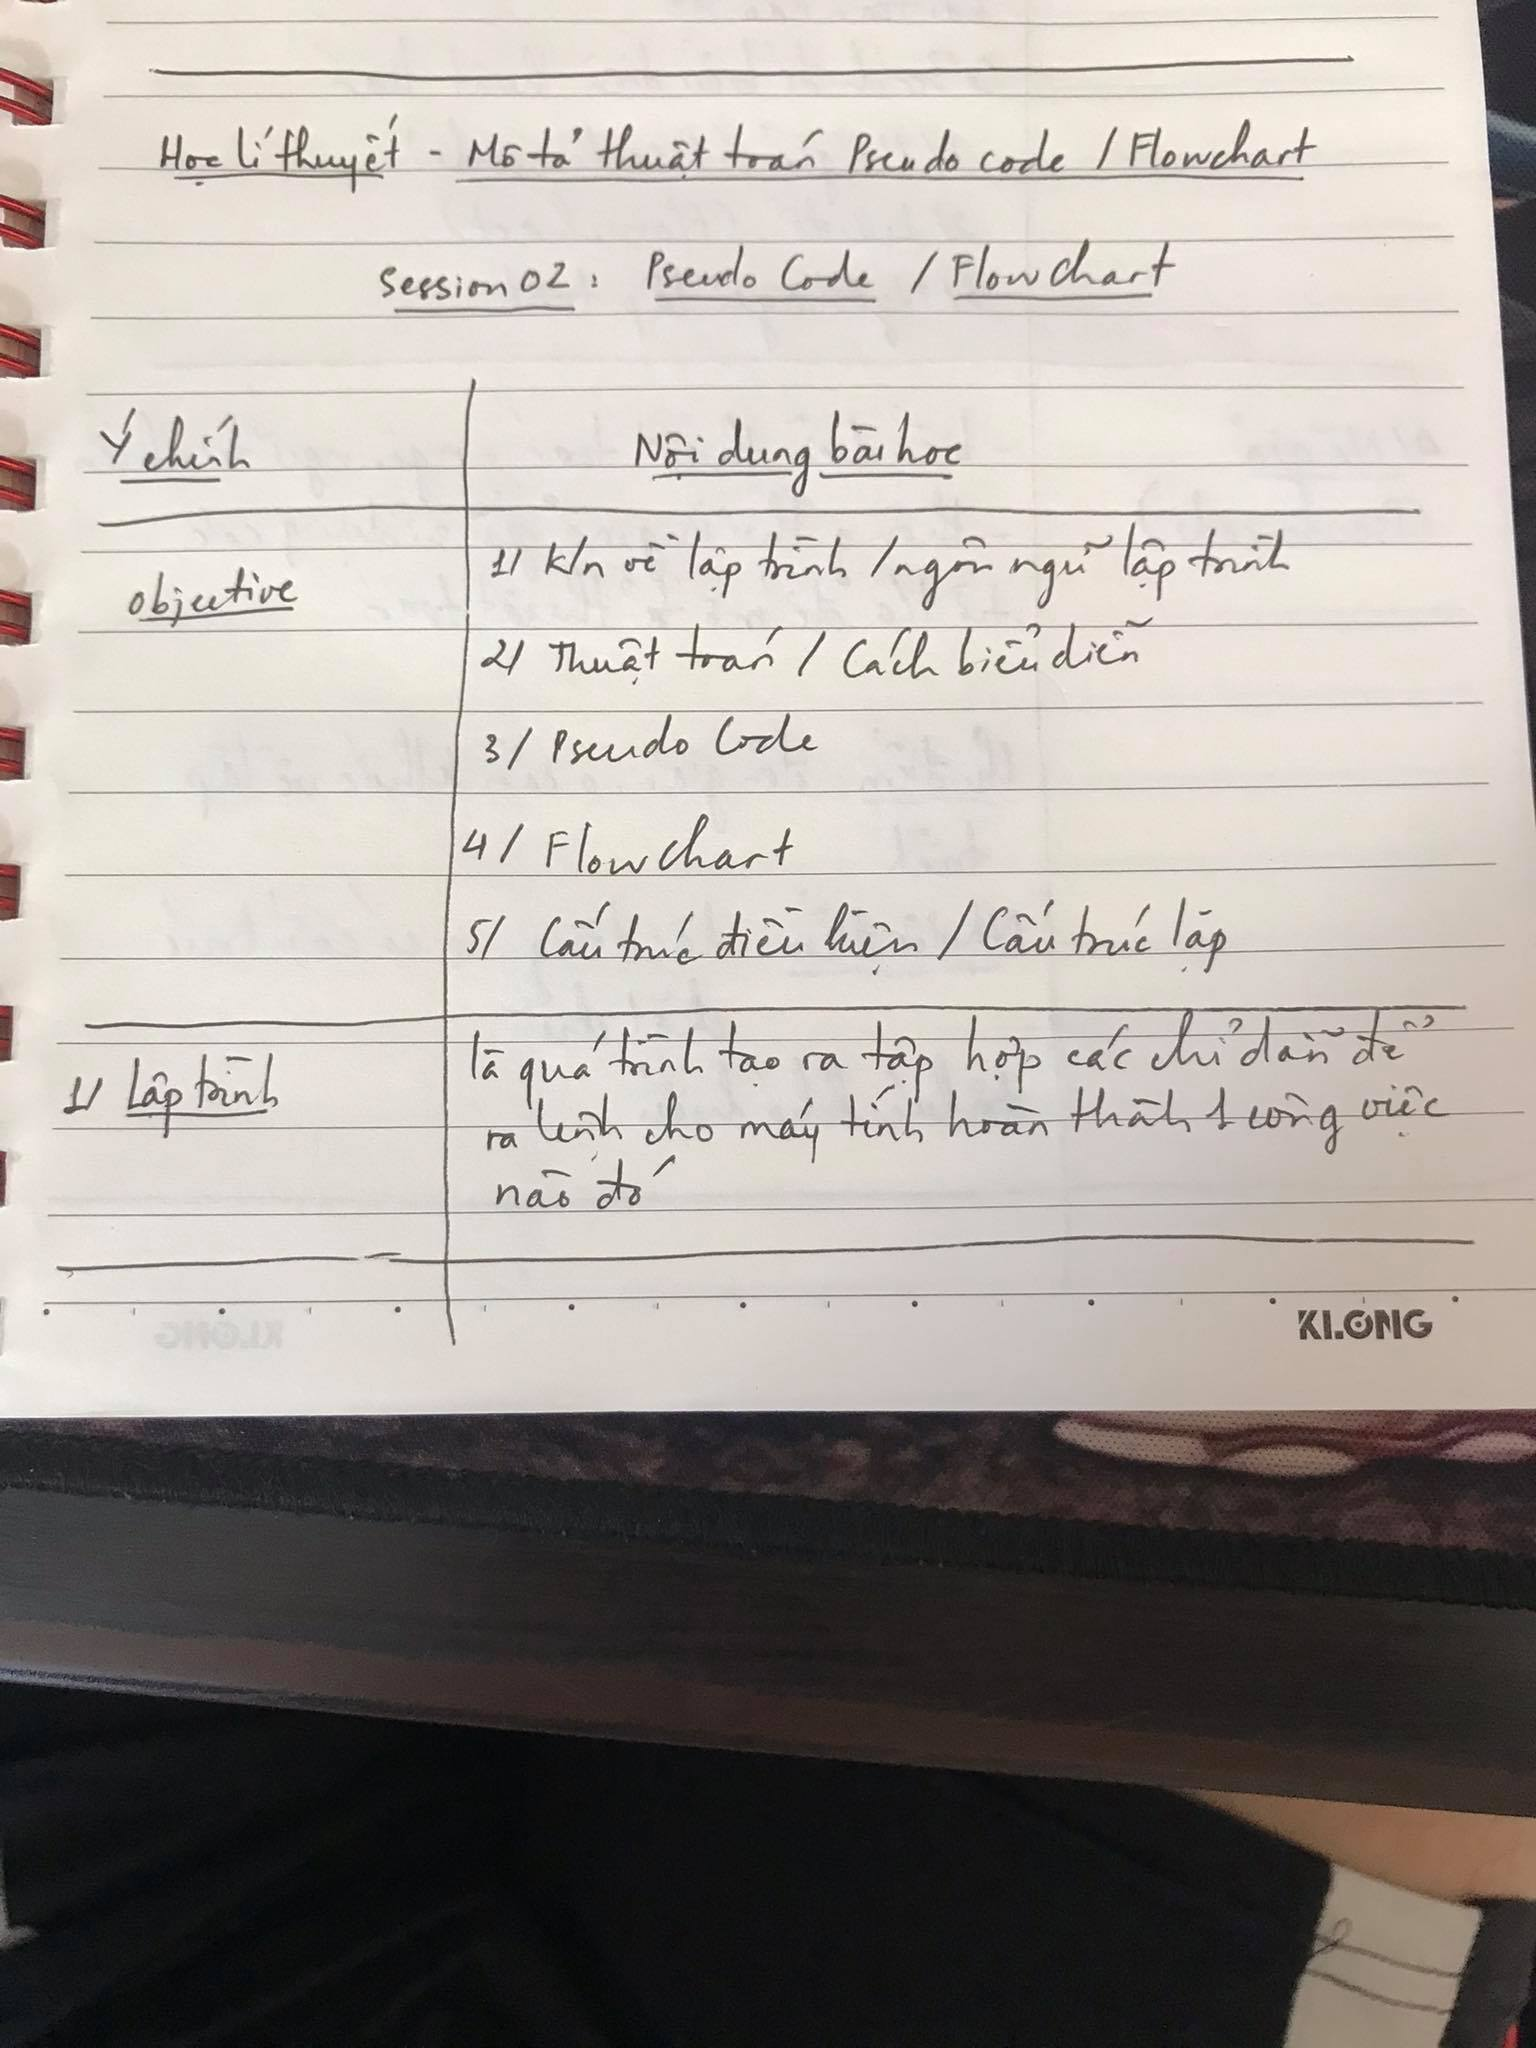 Học lí thuyết - Mô tả thuật toán Pseudo code / Flowchart
Session 02 : Pseudo Code / Flowchart
Ý chính
Nội dung bài học
Objective
1/ K/n về lập trình / ngôn ngữ lập trình
2/ Thuật toán / Cách biểu diễn
3/ Pseudo Code
4/ Flowchart
5/ Cấu trúc điều kiện / Cấu trúc lặp
1/ Lập trình
là quá trình tạo ra tập hợp các chỉ dẫn để
ra lệnh cho máy tính hoàn thành 1 công việc
nào đó
KLONG